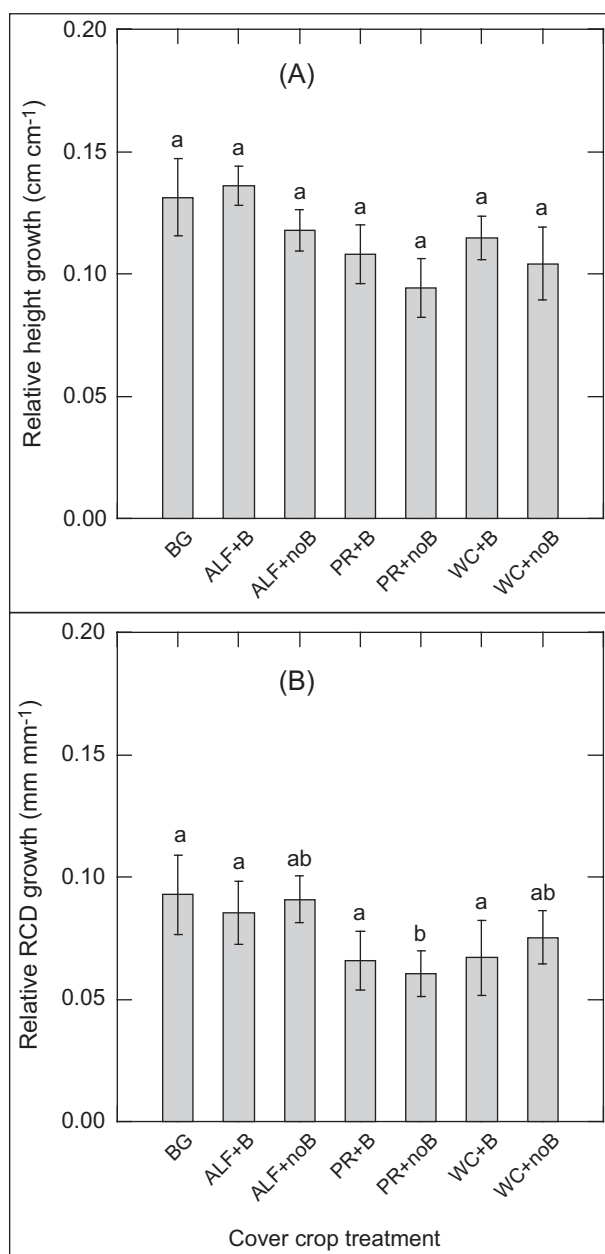 (A)
Relative height growth (cm cm-1)
0.20
0.15
0.10
0.05
0.00
a
a
a
a
a
a
a
BG
ALF+B
ALF+noB
PR+B
PR+noB
WC+B
WC+noB
(B)
Relative RCD growth (mm mm-1)
0.20
0.15
0.10
0.05
0.00
a
a
ab
a
b
a
ab
BG
ALF+B
ALF+noB
PR+B
PR+noB
WC+B
WC+noB
Cover crop treatment